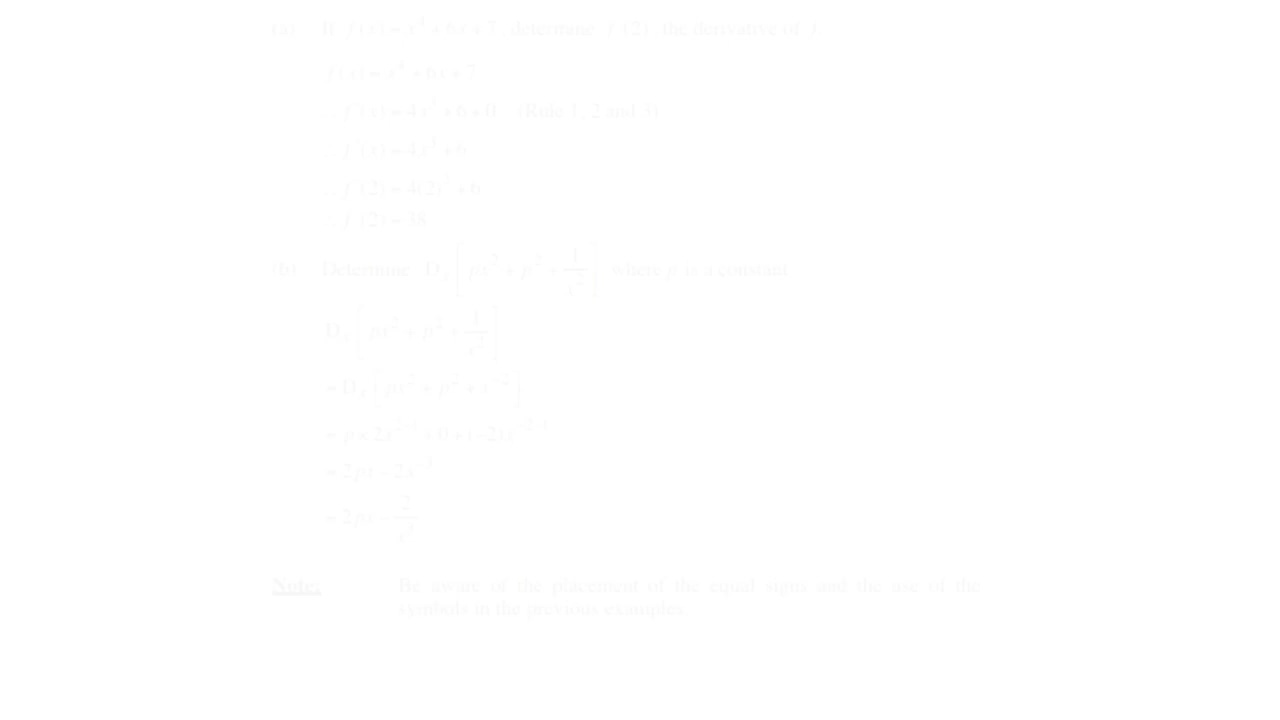 (a) If f(x) = x⁴ + 6x + 7, determine f′(2), the derivative of f
f(x) = x⁴ + 6x + 7
∴ f′(x) = 4x³ + 6 + 0 (Rule 1, 2 and 3)
f′(x) = 4x³ + 6
∴ f′(2) = 4(2)³ + 6
∴ f′(2) = 38
(b) Determine Dₓ[px² + p² + 1/x²] where p is a constant
Dₓ[px² + p² + 1/x²]
= Dₓ[px² + p² + x⁻²]
= p × 2x²⁻¹ + 0 + (−2)x⁻²⁻¹
= 2px − 2x⁻³
= 2px − 2/x³
Note: Be aware of the placement of the equal signs and the use of the
symbols in the previous examples.